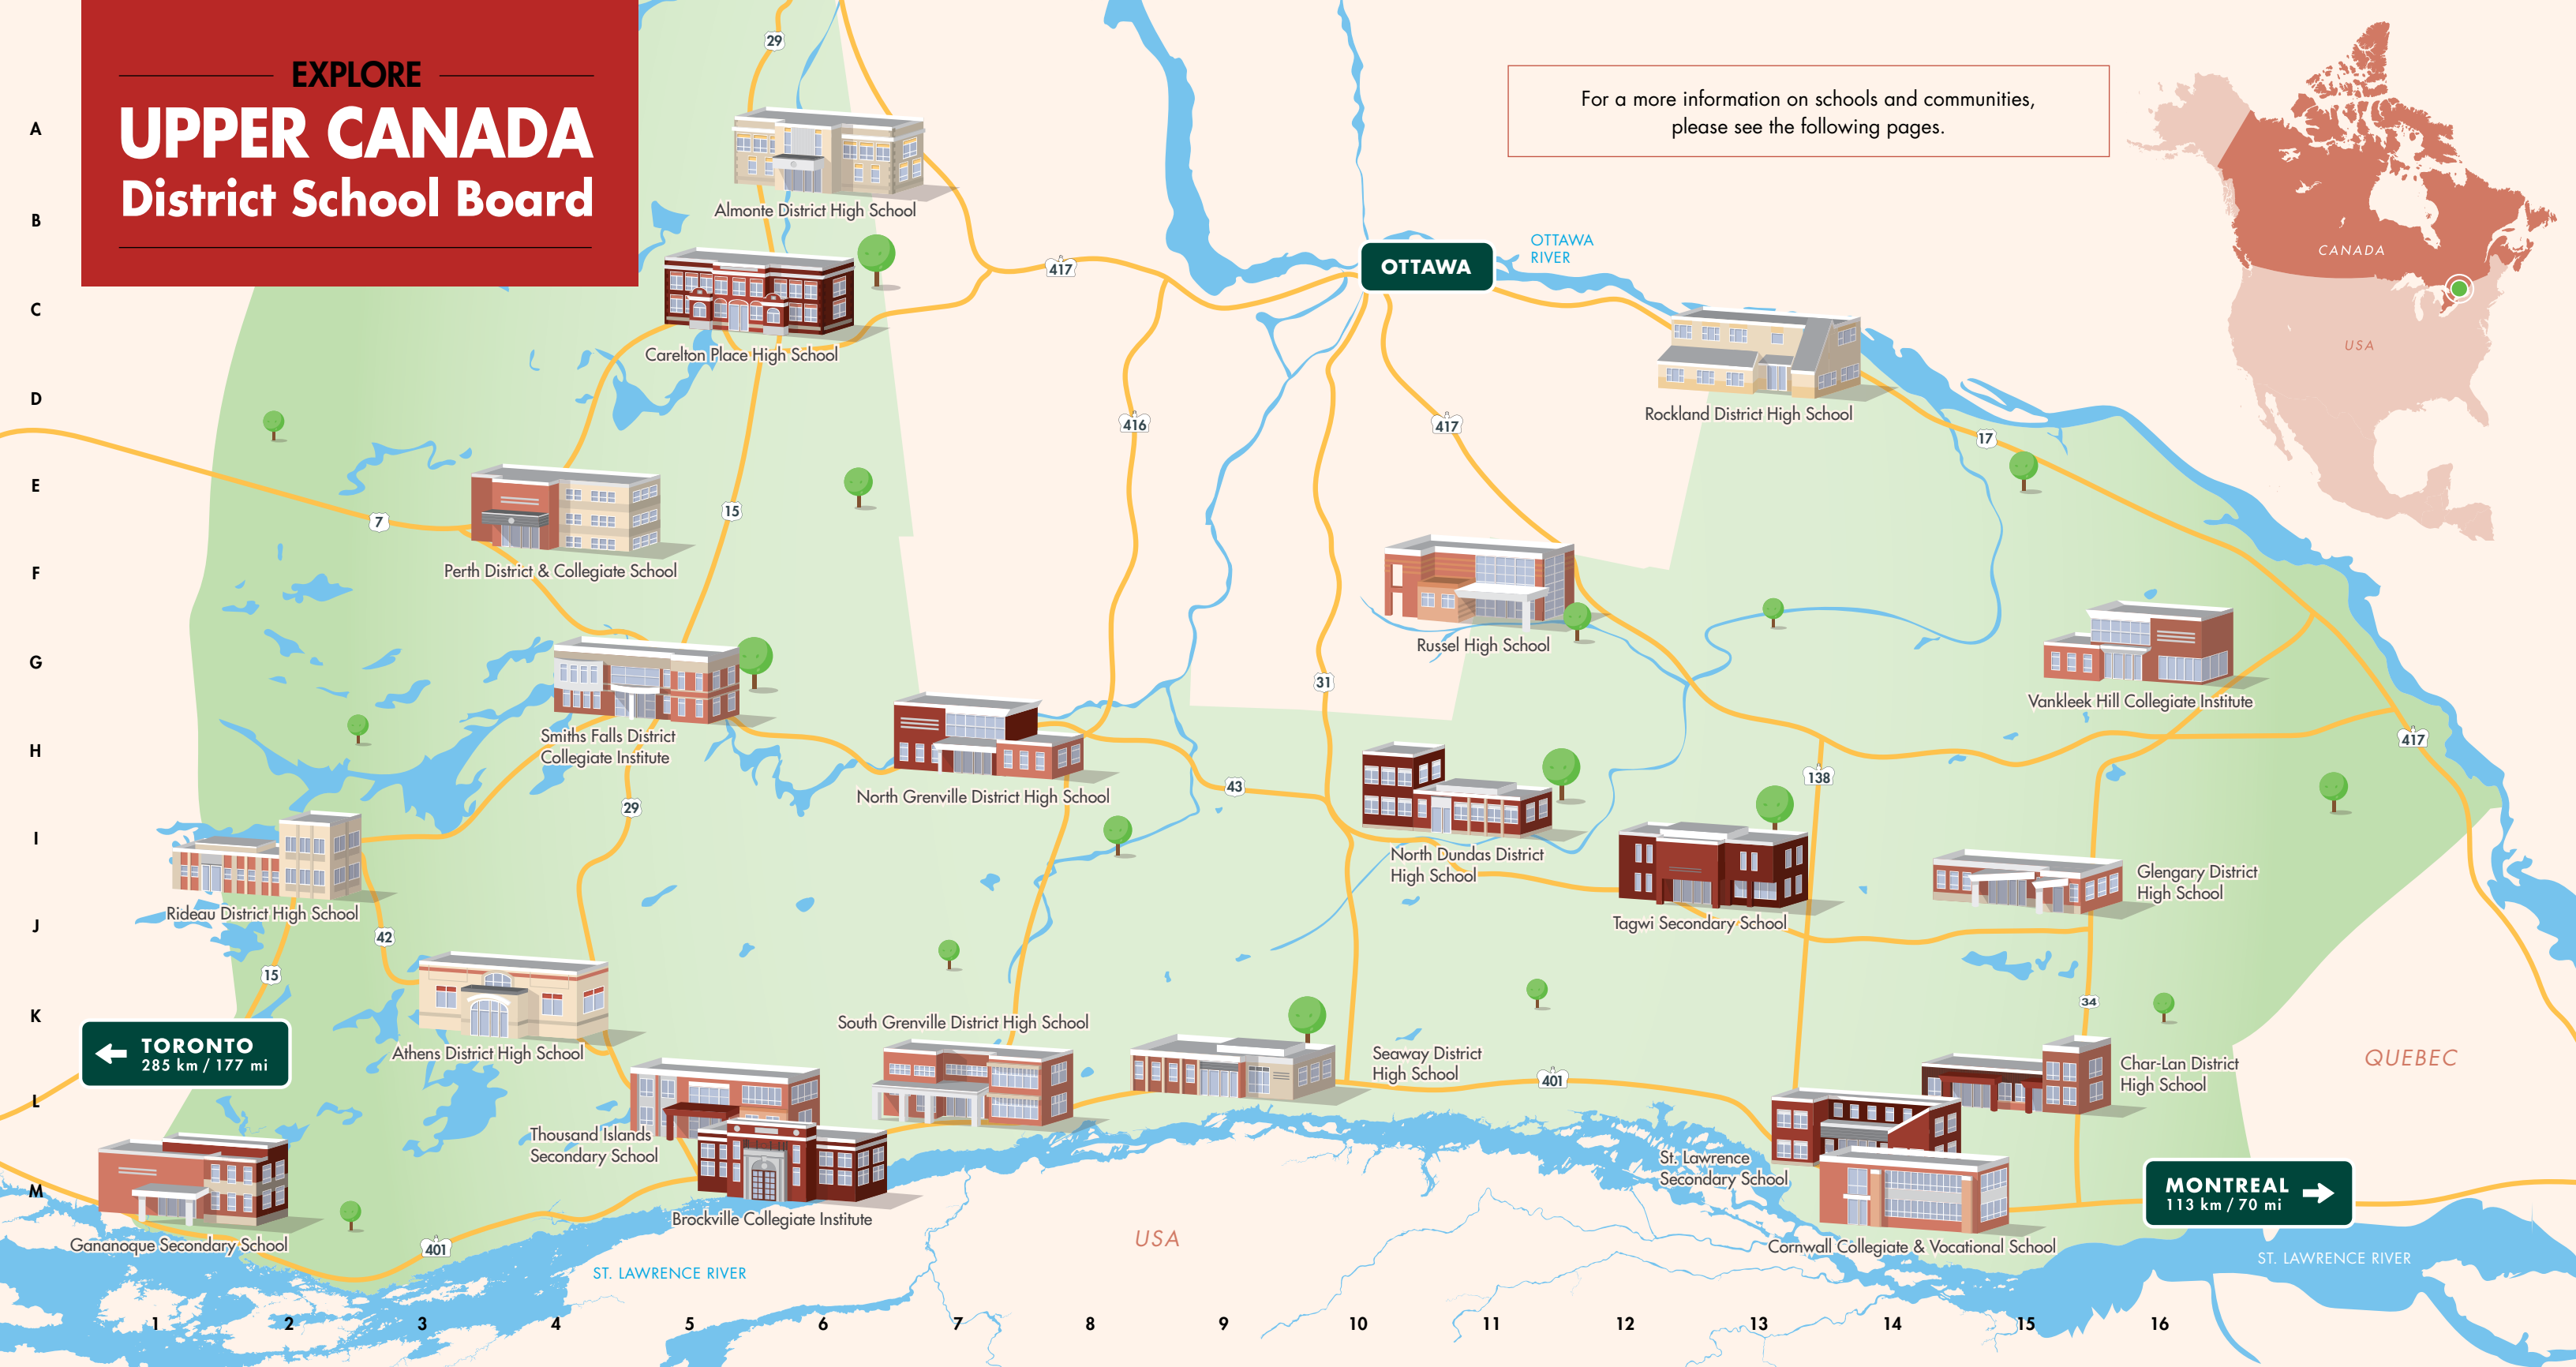 EXPLORE
UPPER CANADA
District School Board
For a more information on schools and communities,
please see the following pages.
CANADA
USA
A
B
C
D
E
F
G
H
I
J
K
L
M
29
Almonte District High School
417
OTTAWA
OTTAWA
RIVER
Carelton Place High School
Rockland District High School
416
417
17
7
15
Perth District & Collegiate School
Russel High School
31
Vankleek Hill Collegiate Institute
Smiths Falls District
Collegiate Institute
417
138
43
North Grenville District High School
29
North Dundas District
High School
Glengary District
High School
Rideau District High School
Tagwi Secondary School
42
15
34
South Grenville District High School
TORONTO
285 km / 177 mi
Athens District High School
Seaway District
High School
401
Char-Lan District
High School
QUEBEC
Thousand Islands
Secondary School
St. Lawrence
Secondary School
MONTREAL
113 km / 70 mi
Brockville Collegiate Institute
USA
Gananoque Secondary School
401
Cornwall Collegiate & Vocational School
ST. LAWRENCE RIVER
ST. LAWRENCE RIVER
1 2 3 4 5 6 7 8 9 10 11 12 13 14 15 16